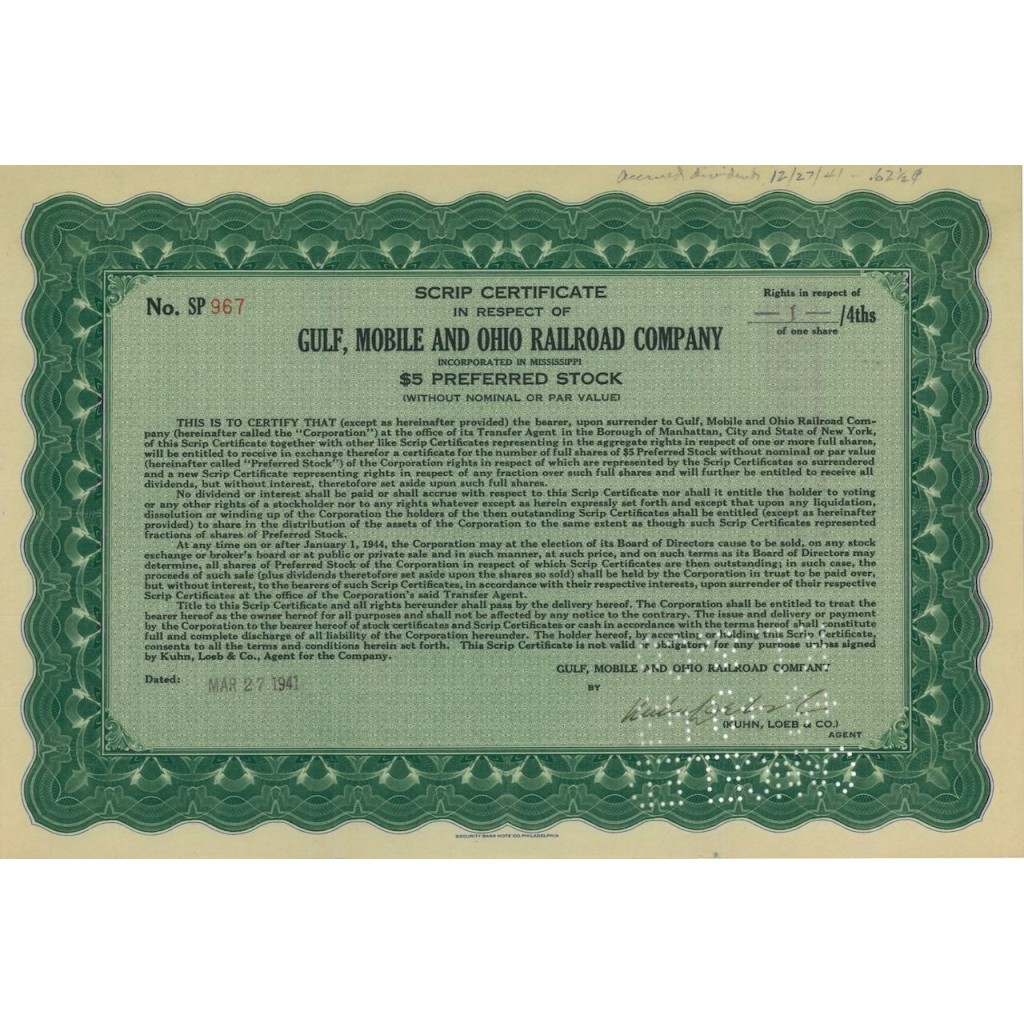 Accrued dividends 12/27/41 - .62½¢
No. SP 967
SCRIP CERTIFICATE
IN RESPECT OF
GULF, MOBILE AND OHIO RAILROAD COMPANY
INCORPORATED IN MISSISSIPPI
$5 PREFERRED STOCK
(WITHOUT NOMINAL OR PAR VALUE)
Rights in respect of
— 1 — /4ths
of one share
THIS IS TO CERTIFY THAT (except as hereinafter provided) the bearer, upon surrender to Gulf, Mobile and Ohio Railroad Com-
pany (hereinafter called the "Corporation") at the office of its Transfer Agent in the Borough of Manhattan, City and State of New York,
of this Scrip Certificate together with other like Scrip Certificates representing in the aggregate rights in respect of one or more full shares,
will be entitled to receive in exchange therefor a certificate for the number of full shares of $5 Preferred Stock without nominal or par value
(hereinafter called "Preferred Stock") of the Corporation rights in respect of which are represented by the Scrip Certificates so surrendered
and a new Scrip Certificate representing rights in respect of any fraction over such full shares and will further be entitled to receive all
dividends, but without interest, theretofore set aside upon such full shares.
No dividend or interest shall be paid or shall accrue with respect to this Scrip Certificate nor shall it entitle the holder to voting
or any other rights of a stockholder nor to any rights whatever except as herein expressly set forth and except that upon any liquidation,
dissolution or winding up of the Corporation the holders of the then outstanding Scrip Certificates shall be entitled (except as hereinafter
provided) to share in the distribution of the assets of the Corporation to the same extent as though such Scrip Certificates represented
fractions of shares of Preferred Stock.
At any time on or after January 1, 1944, the Corporation may at the election of its Board of Directors cause to be sold, on any stock
exchange or broker's board or at public or private sale and in such manner, at such price, and on such terms as its Board of Directors may
determine, all shares of Preferred Stock of the Corporation in respect of which Scrip Certificates are then outstanding; in such case, the
proceeds of such sale (plus dividends theretofore set aside upon the shares so sold) shall be held by the Corporation in trust to be paid over,
but without interest, to the bearers of such Scrip Certificates, in accordance with their respective interests, upon surrender of their respective
Scrip Certificates at the office of the Corporation's said Transfer Agent.
Title to this Scrip Certificate and all rights hereunder shall pass by the delivery hereof. The Corporation shall be entitled to treat the
bearer hereof as the owner hereof for all purposes and shall not be affected by any notice to the contrary. The issue and delivery or payment
by the Corporation to the bearer hereof of stock certificates and Scrip Certificates or cash in accordance with the terms hereof shall constitute
full and complete discharge of all liability of the Corporation hereunder. The holder hereof, by accepting or holding this Scrip Certificate,
consents to all the terms and conditions herein set forth. This Scrip Certificate is not valid or obligatory for any purpose unless signed
by Kuhn, Loeb & Co., Agent for the Company.
Dated: MAR 27 1941
GULF, MOBILE AND OHIO RAILROAD COMPANY
BY
Kuhn Loeb & Co
(KUHN, LOEB & CO.)
AGENT
SECURITY BANK NOTE CO. PHILADELPHIA